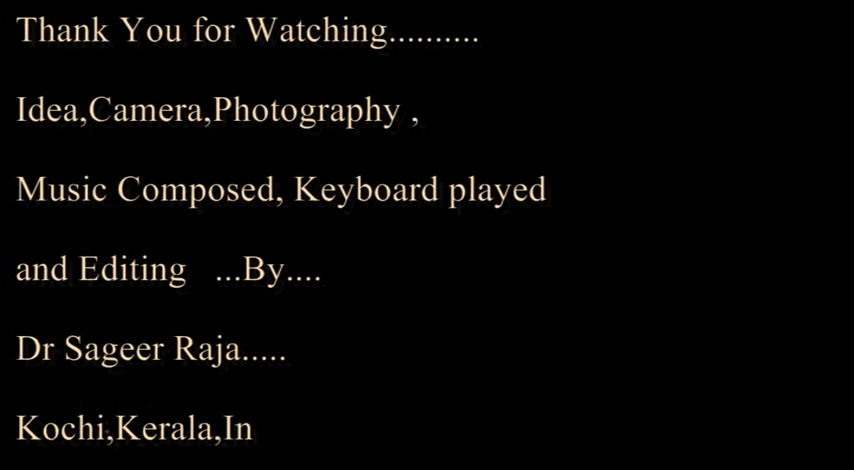 Thank You for Watching..........
Idea,Camera,Photography ,
Music Composed, Keyboard played
and Editing   ...By....
Dr Sageer Raja.....
Kochi,Kerala,In